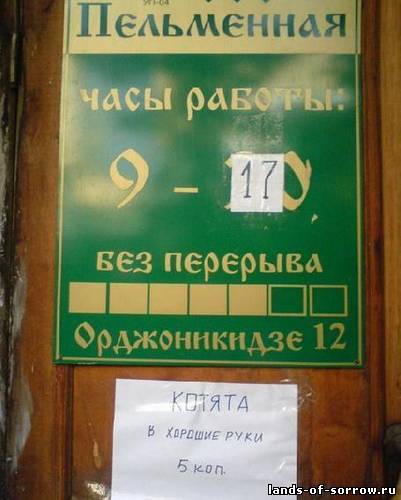 Пельменная
часы работы:
9 - 17
без перерыва
Орджоникидзе 12
КОТЯТА
В ХОРОШИЕ РУКИ
5 КОП.
lands-of-sorrow.ru